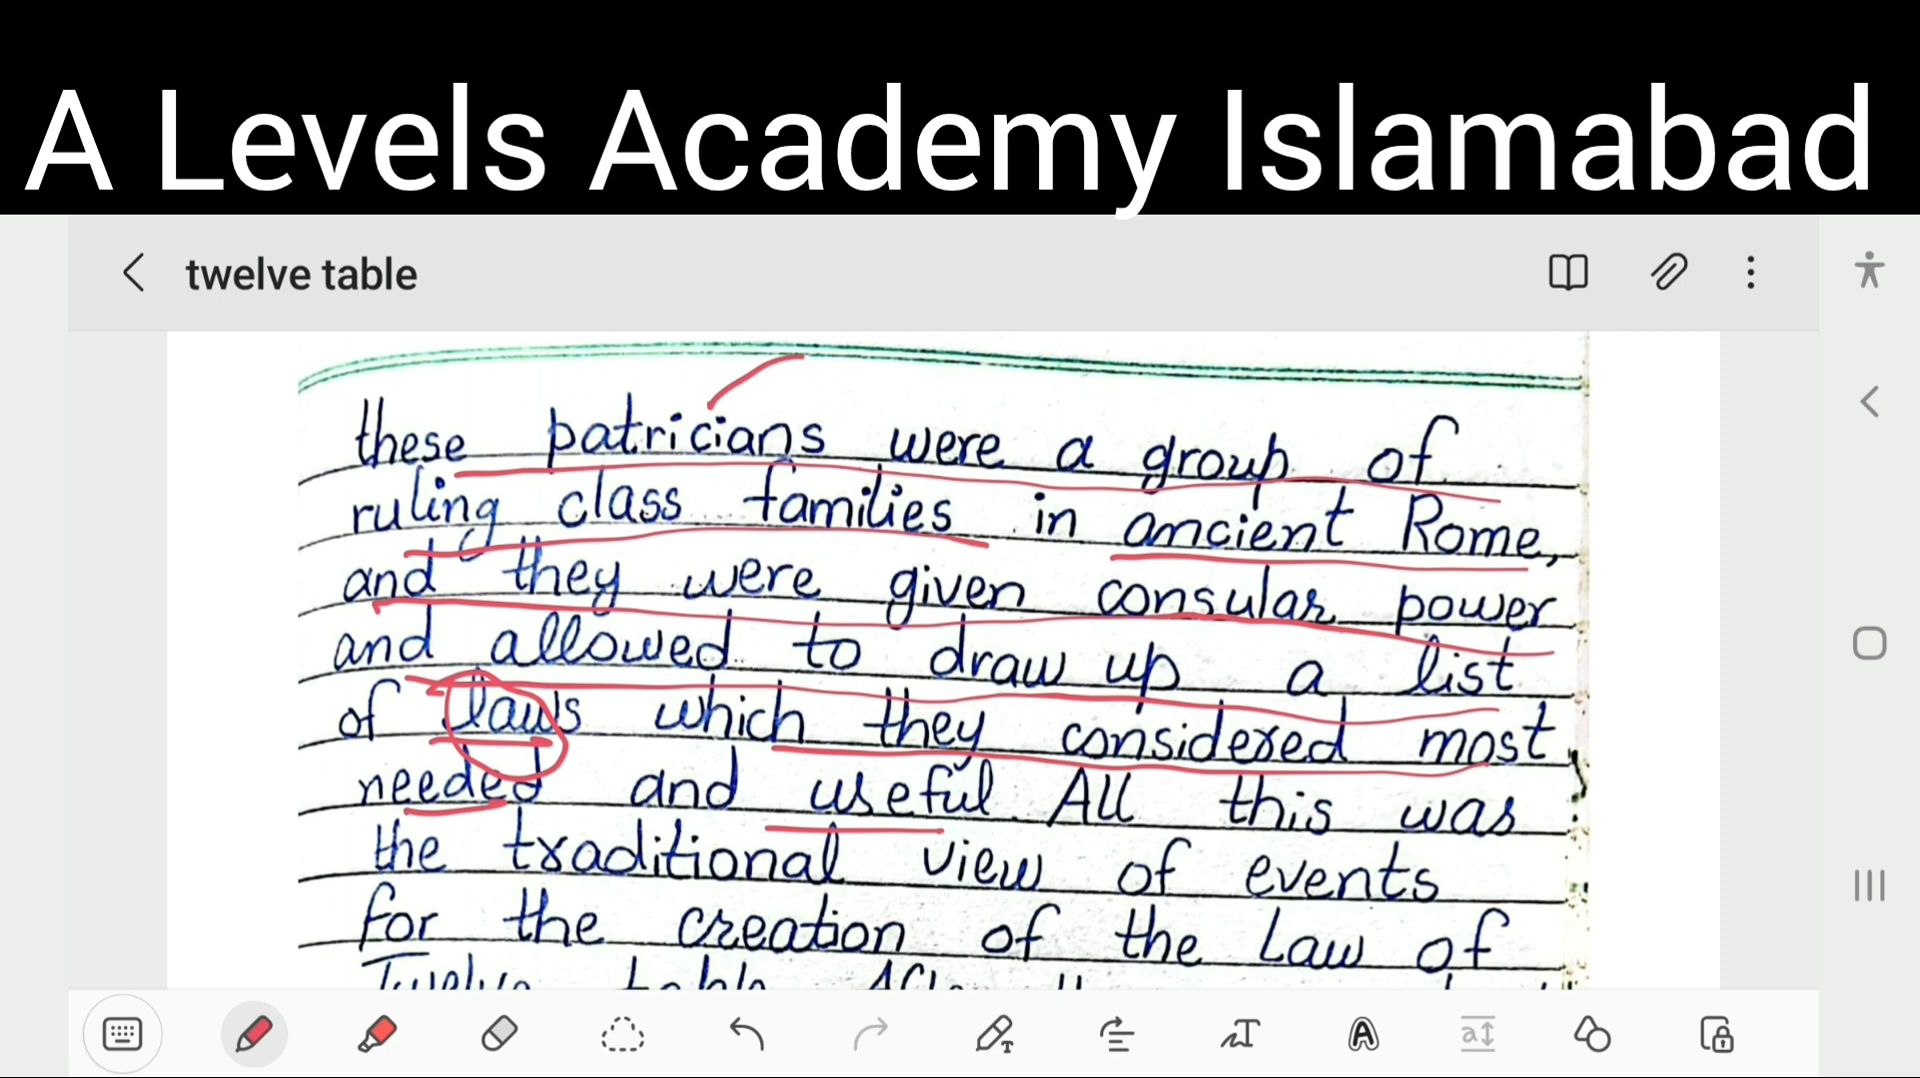 A Levels Academy Islamabad
twelve table
these patricians were a group of
ruling class families in ancient Rome,
and they were given consular power
and allowed to draw up a list
of laws which they considered most
needed and useful. All this was
the traditional view of events
for the creation of the Law of
Twelve table